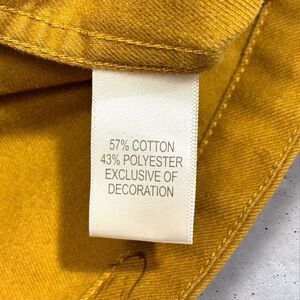 57% COTTON
43% POLYESTER
EXCLUSIVE OF
DECORATION